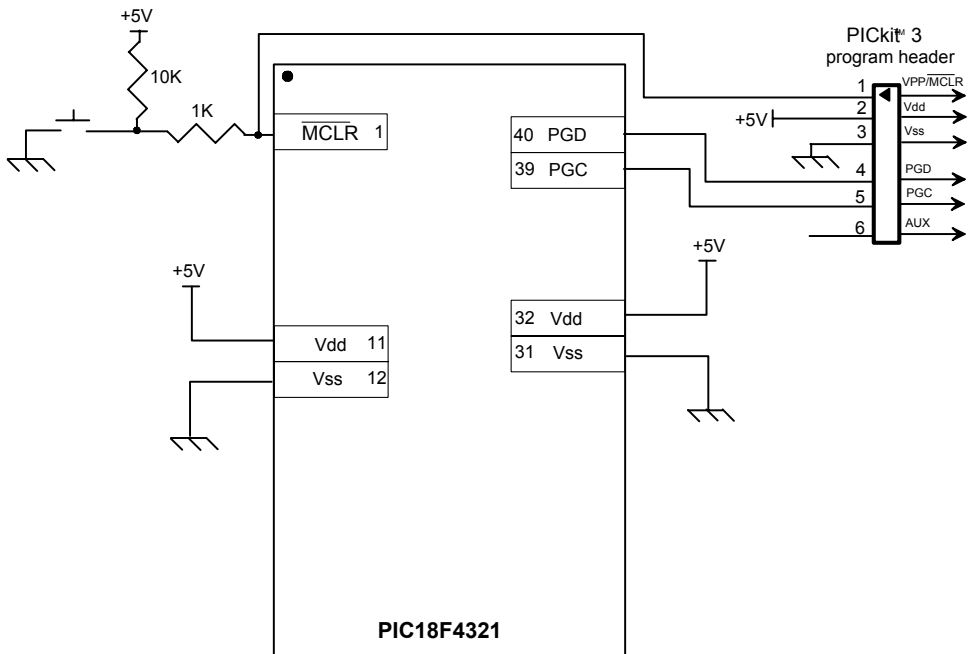 +5V
10K
1K
MCLR 1
40 PGD
39 PGC
PICkit™ 3
program header
1 VPP/MCLR
2 Vdd
+5V
3 Vss
4 PGD
5 PGC
6 AUX
+5V
+5V
Vdd 11
Vss 12
32 Vdd
31 Vss
PIC18F4321